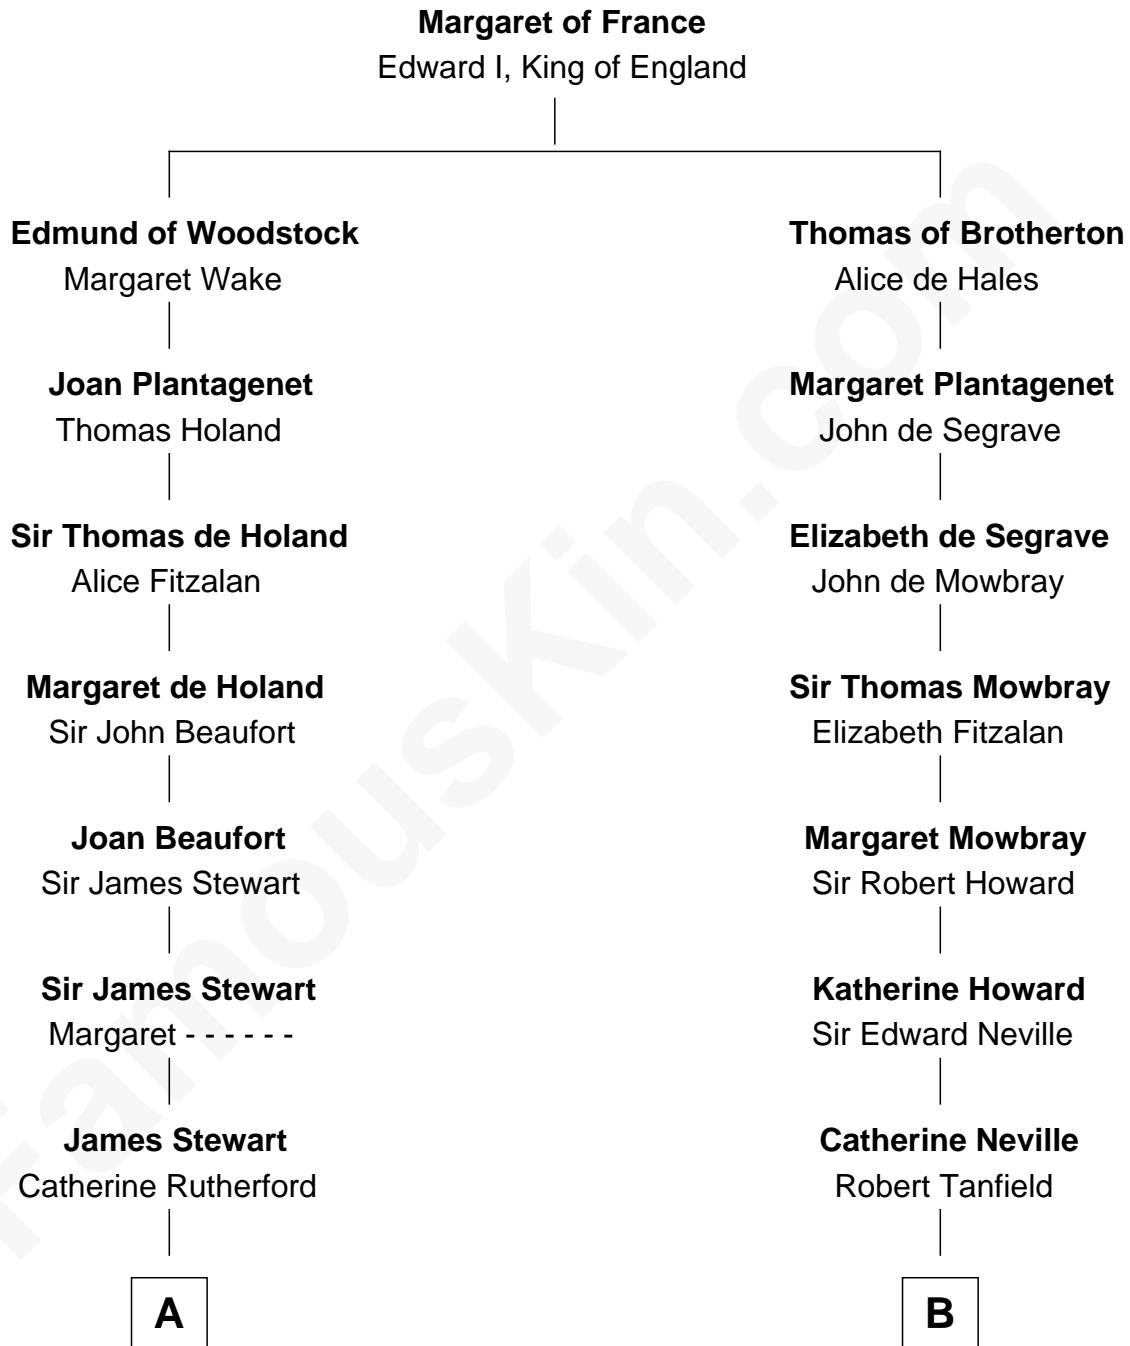 Margaret of France
Edward I, King of England
Edmund of Woodstock
Margaret Wake
Thomas of Brotherton
Alice de Hales
Joan Plantagenet
Thomas Holand
Margaret Plantagenet
John de Segrave
Sir Thomas de Holand
Alice Fitzalan
Elizabeth de Segrave
John de Mowbray
Margaret de Holand
Sir John Beaufort
Sir Thomas Mowbray
Elizabeth Fitzalan
Joan Beaufort
Sir James Stewart
Margaret Mowbray
Sir Robert Howard
Sir James Stewart
Margaret - - - - - -
Katherine Howard
Sir Edward Neville
James Stewart
Catherine Rutherford
Catherine Neville
Robert Tanfield
A
B
FamousKin.com